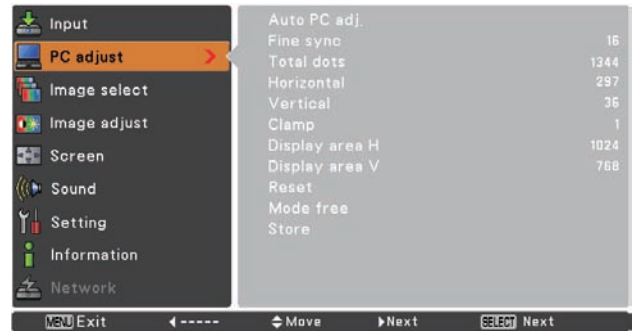 Input
PC adjust
Image select
Image adjust
Screen
Sound
Setting
Information
Network
Auto PC adj.
Fine sync 16
Total dots 1344
Horizontal 297
Vertical 36
Clamp 1
Display area H 1024
Display area V 768
Reset
Mode free
Store
MENU Exit ◄ ----- Move ►Next SELECT Next